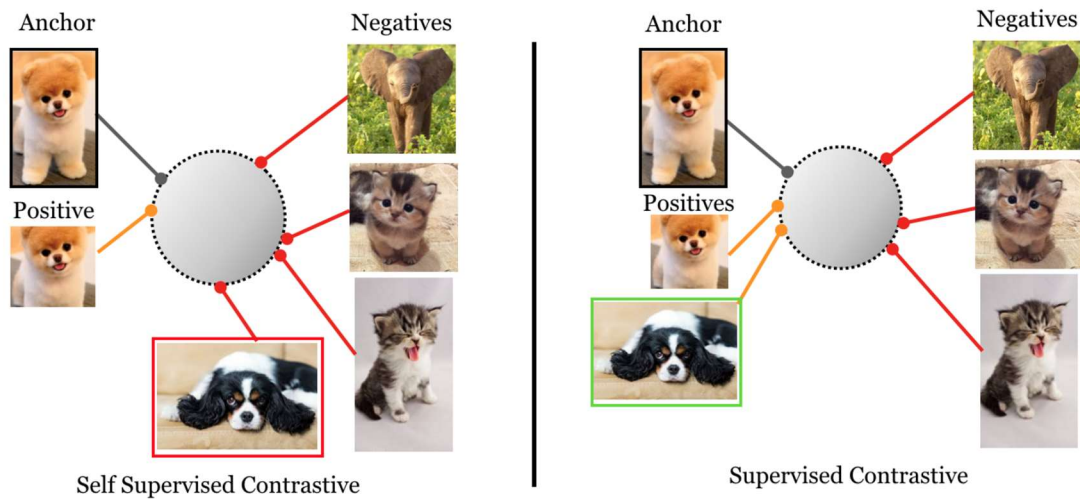 Anchor
Negatives
Positive
Self Supervised Contrastive
Anchor
Negatives
Positives
Supervised Contrastive